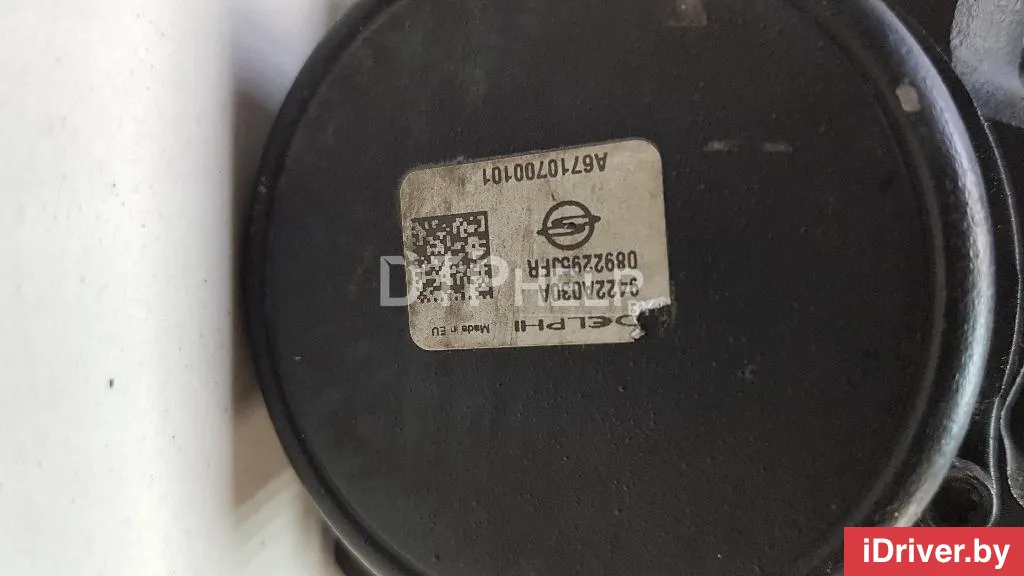 DELPHI
Made in EU
9422A030A
0892295JFR
A6710700101
iDriver.by